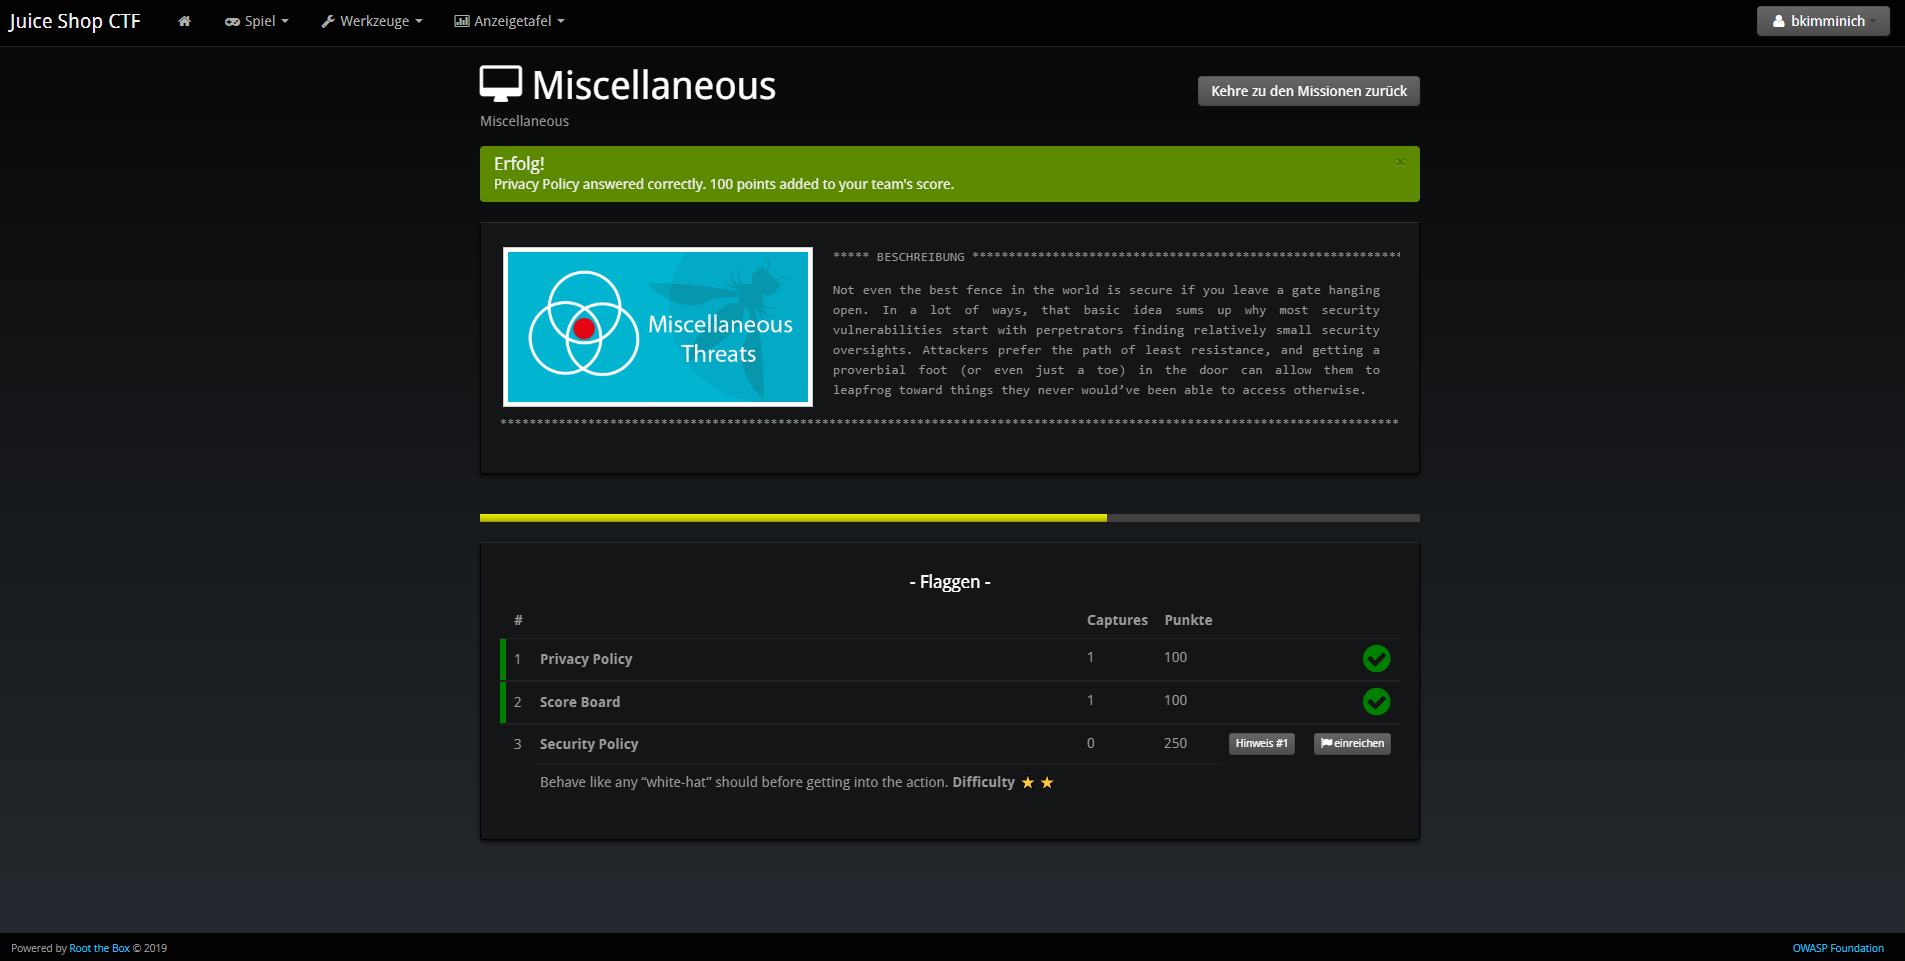 Juice Shop CTF Spiel Werkzeuge Anzeigetafel bkimminich
Miscellaneous
Kehre zu den Missionen zurück
Miscellaneous
Erfolg! ×
Privacy Policy answered correctly. 100 points added to your team's score.
Miscellaneous
Threats
***** BESCHREIBUNG ***********************************************************
Not even the best fence in the world is secure if you leave a gate hanging
open. In a lot of ways, that basic idea sums up why most security
vulnerabilities start with perpetrators finding relatively small security
oversights. Attackers prefer the path of least resistance, and getting a
proverbial foot (or even just a toe) in the door can allow them to
leapfrog toward things they never would’ve been able to access otherwise.
***************************************************************************************************************************
- Flaggen -
# Captures Punkte
1 Privacy Policy 1 100
2 Score Board 1 100
3 Security Policy 0 250 Hinweis #1 einreichen
Behave like any “white-hat” should before getting into the action. Difficulty ★ ★
Powered by Root the Box © 2019 OWASP Foundation